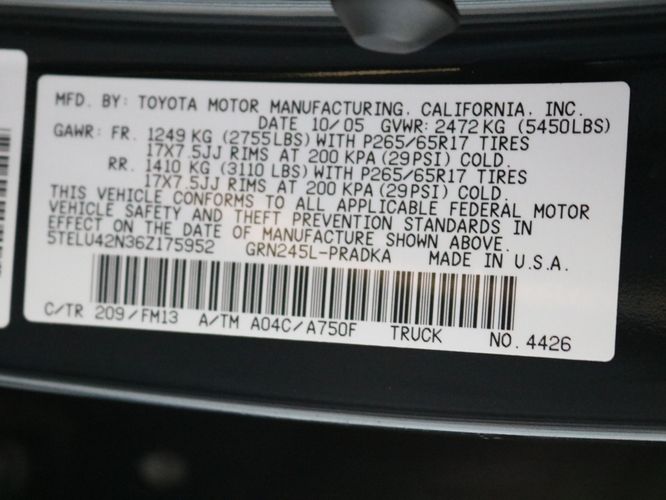 MFD. BY: TOYOTA MOTOR MANUFACTURING, CALIFORNIA, INC.
DATE 10/05 GVWR: 2472 KG (5450LBS)
GAWR: FR. 1249 KG (2755LBS) WITH P265/65R17 TIRES
17X7.5JJ RIMS AT 200 KPA (29PSI) COLD.
RR. 1410 KG (3110 LBS) WITH P265/65R17 TIRES
17X7.5JJ RIMS AT 200 KPA (29 PSI) COLD.
THIS VEHICLE CONFORMS TO ALL APPLICABLE FEDERAL MOTOR
VEHICLE SAFETY AND THEFT PREVENTION STANDARDS IN
EFFECT ON THE DATE OF MANUFACTURE SHOWN ABOVE.
5TELU42N36Z175952 GRN245L-PRADKA MADE IN U.S.A.
C/TR 209/FM13 A/TM A04C/A750F TRUCK NO. 4426